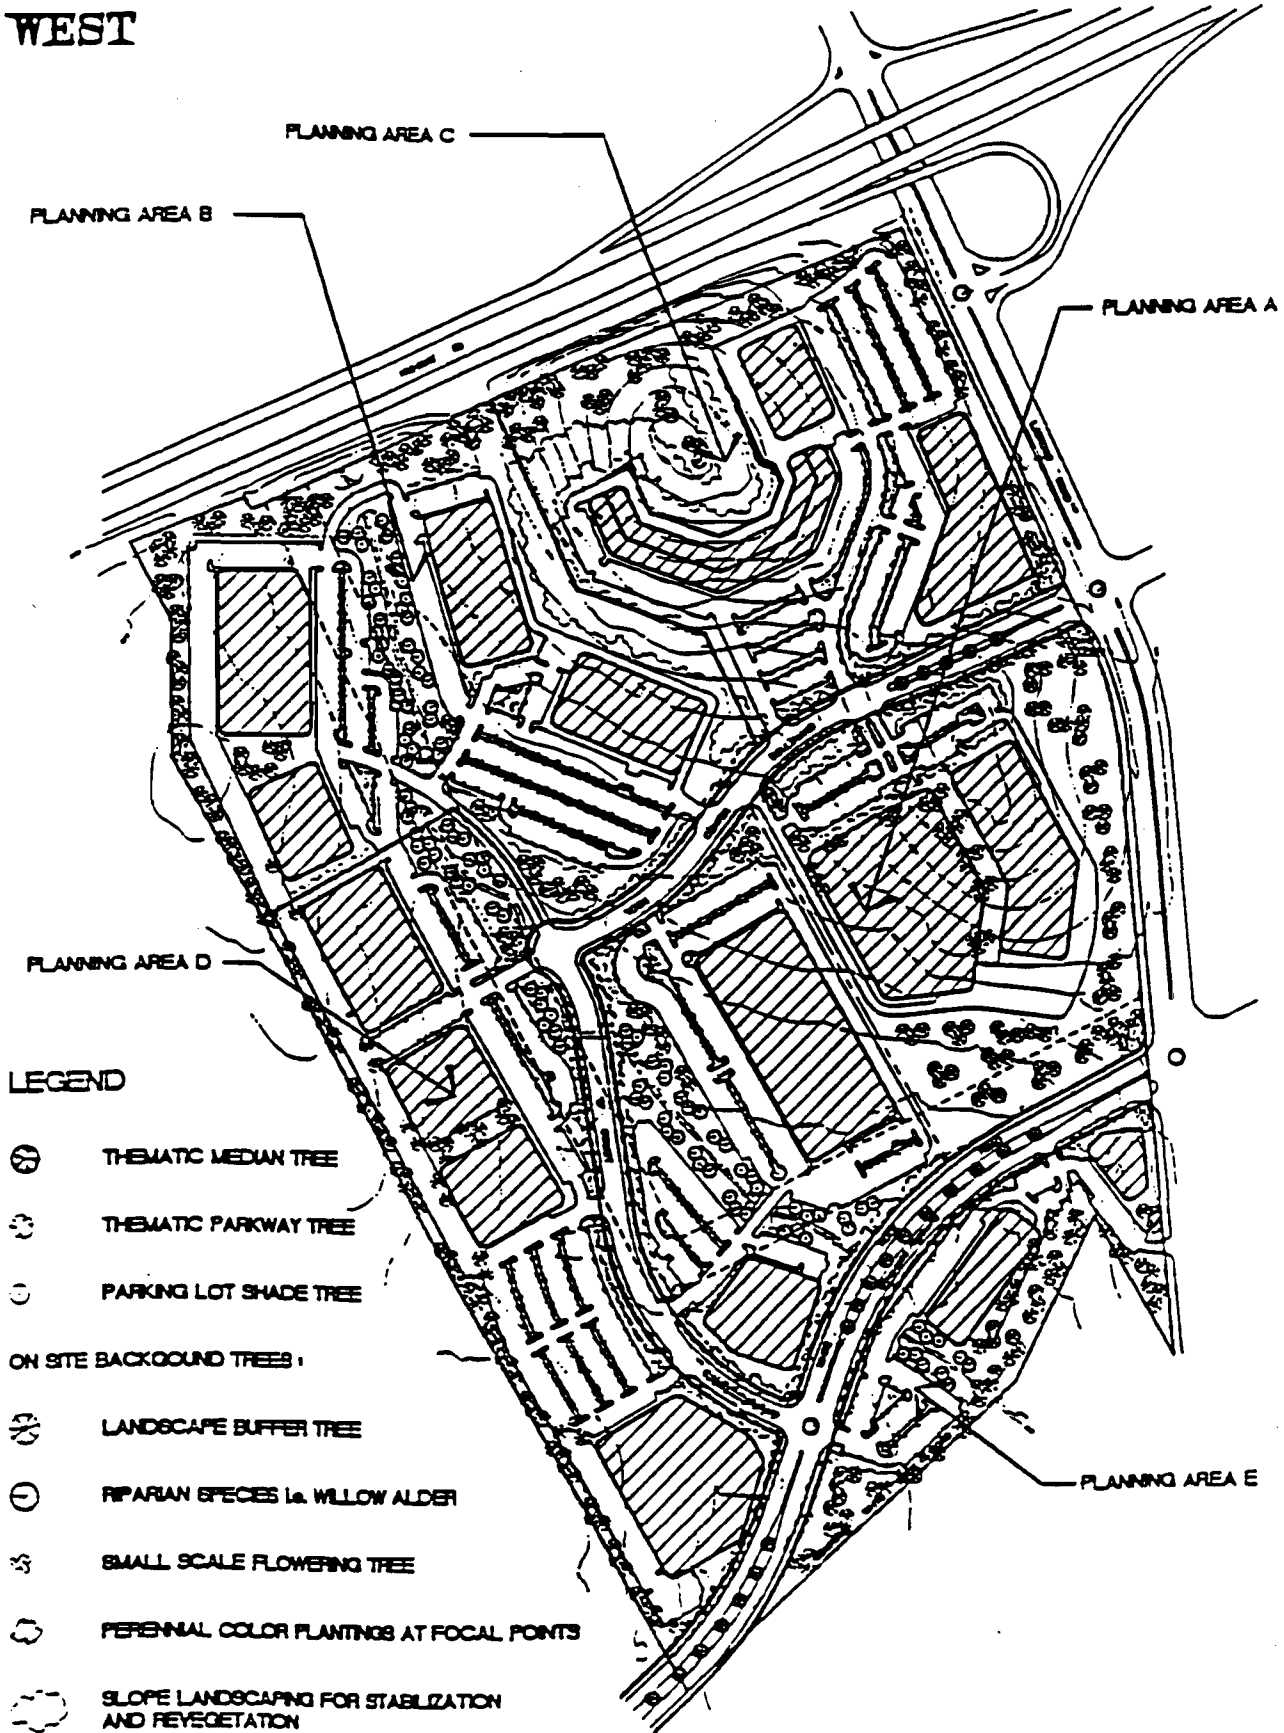 WEST
PLANNING AREA C
PLANNING AREA B
PLANNING AREA A
PLANNING AREA D
LEGEND
THEMATIC MEDIAN TREE
THEMATIC PARKWAY TREE
PARKING LOT SHADE TREE
ON SITE BACKGOUND TREES :
LANDSCAPE BUFFER TREE
RIPARIAN SPECIES i.e. WILLOW ALDER
PLANNING AREA E
SMALL SCALE FLOWERING TREE
PERENNIAL COLOR PLANTINGS AT FOCAL POINTS
SLOPE LANDSCAPING FOR STABILIZATION
AND REVEGETATION